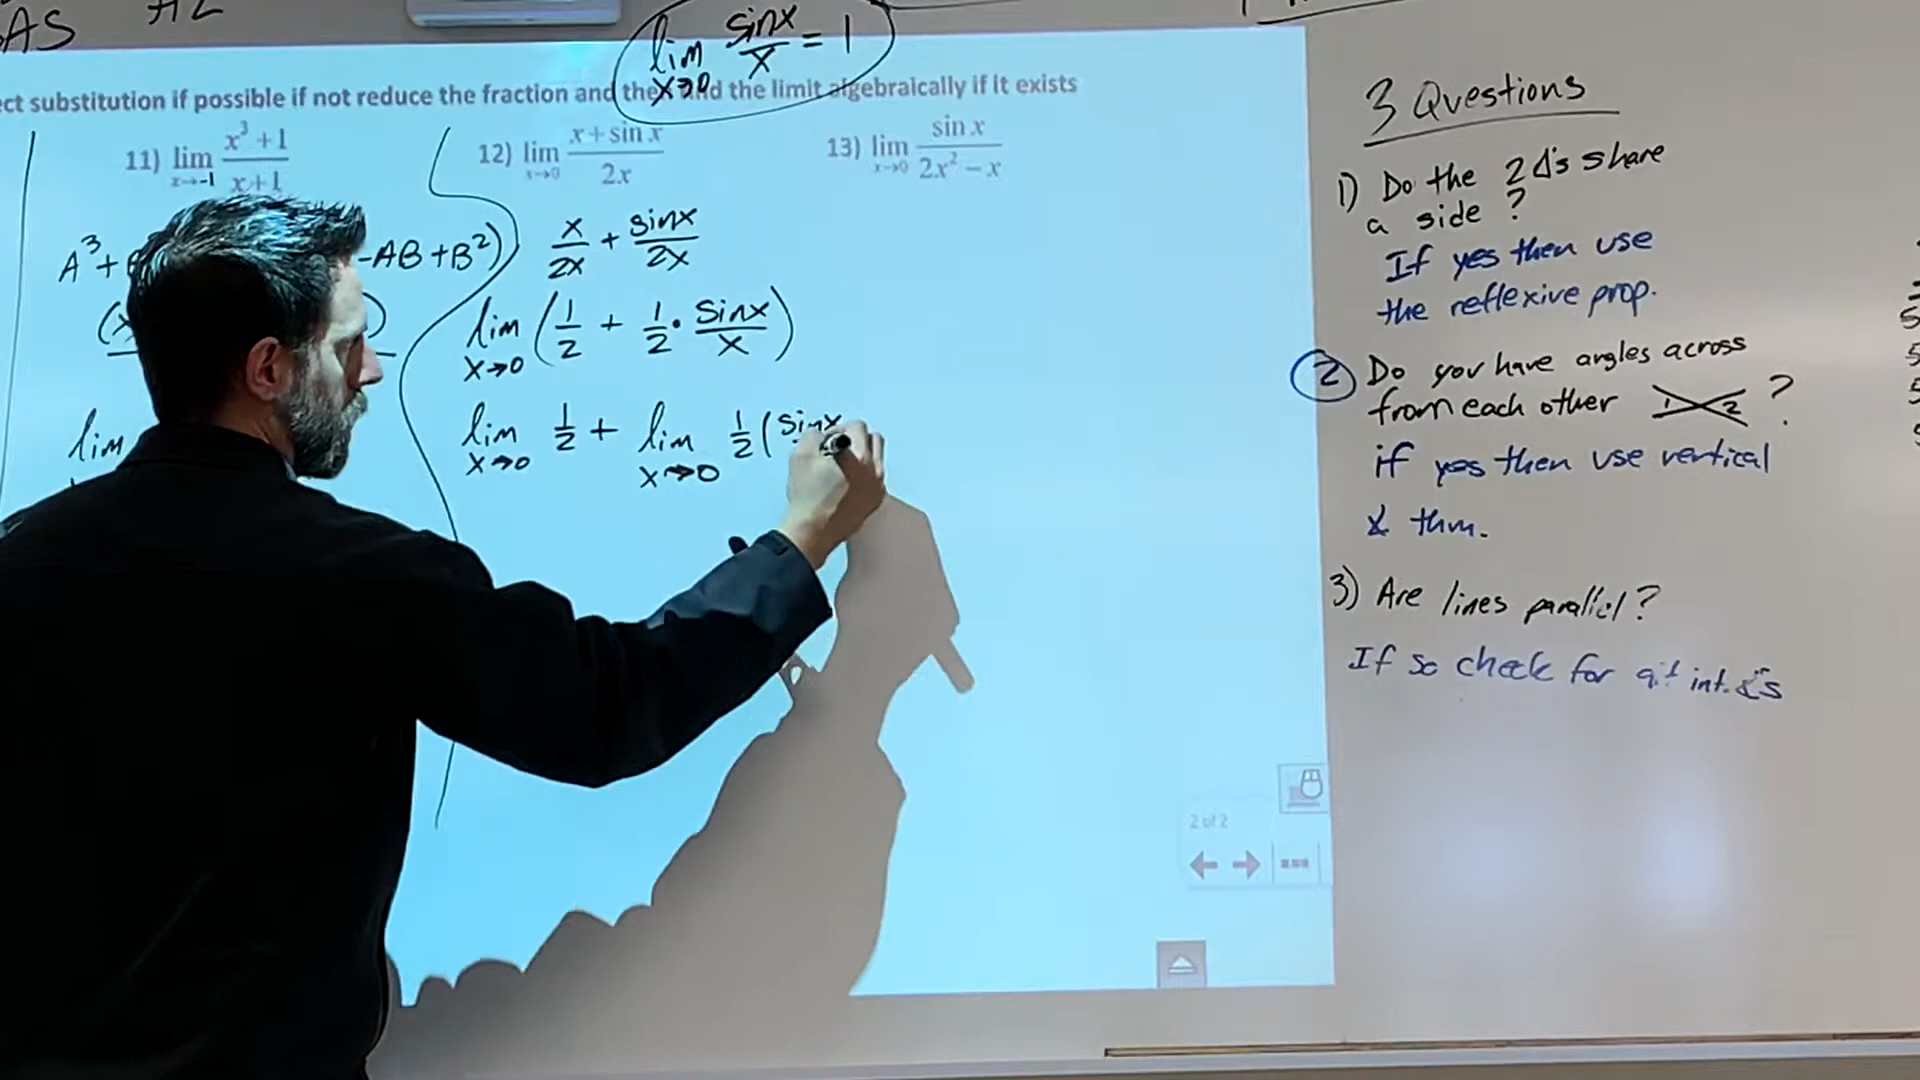 AS
lim sinx/x = 1
x→0
ect substitution if possible if not reduce the fraction and the nd the limit algebraically if it exists
11) lim x→-1 (x³+1)/(x+1)
A³+ -AB+B²)
(x )
lim
12) lim x→0 (x+sin x)/2x
x/2x + sinx/2x
lim x→0 (1/2 + 1/2 · sinx/x)
lim x→0 1/2 + lim x→0 1/2 (sinx
13) lim x→0 sin x/(2x²-x)
2 of 2
3 Questions
1) Do the 2 Δ's share
a side ?
If yes then use
the reflexive prop.
2 Do you have angles across
from each other 1 2 ?
if yes then use vertical
∡ thm.
3) Are lines parallel?
If so check for alt int. ∡'s